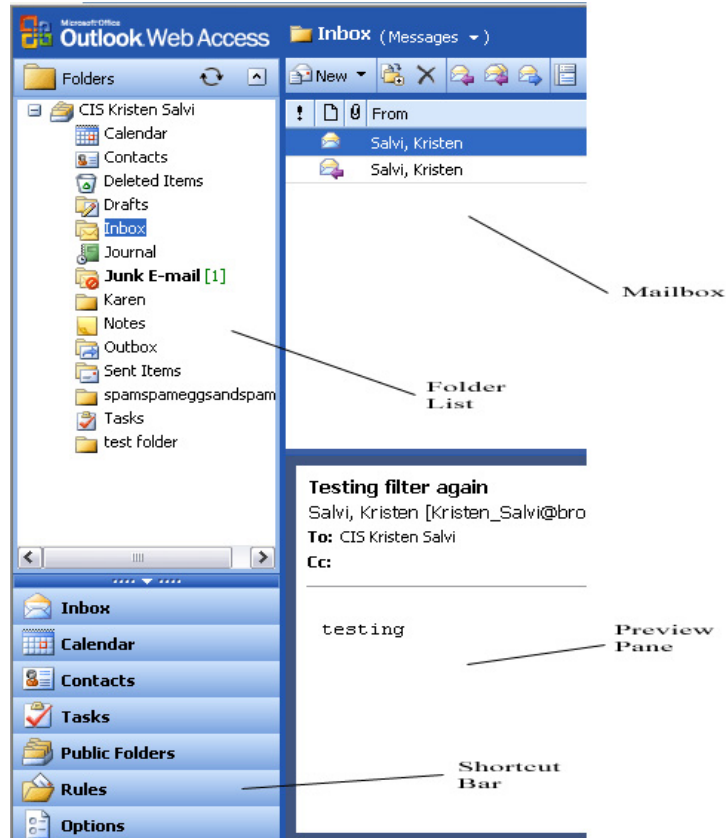 Microsoft Office
Outlook Web Access
Inbox (Messages)
Folders
New
CIS Kristen Salvi
Calendar
Contacts
Deleted Items
Drafts
Inbox
Journal
Junk E-mail [1]
Karen
Notes
Outbox
Sent Items
spamspameggsandspam
Tasks
test folder
! From
Salvi, Kristen
Salvi, Kristen
Mailbox
Folder
List
Testing filter again
Salvi, Kristen [Kristen_Salvi@bro
To: CIS Kristen Salvi
Cc:
testing
Preview
Pane
Inbox
Calendar
Contacts
Tasks
Public Folders
Rules
Options
Shortcut
Bar